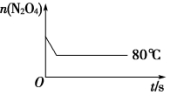 n(N₂O₄)
80℃
O
t/s